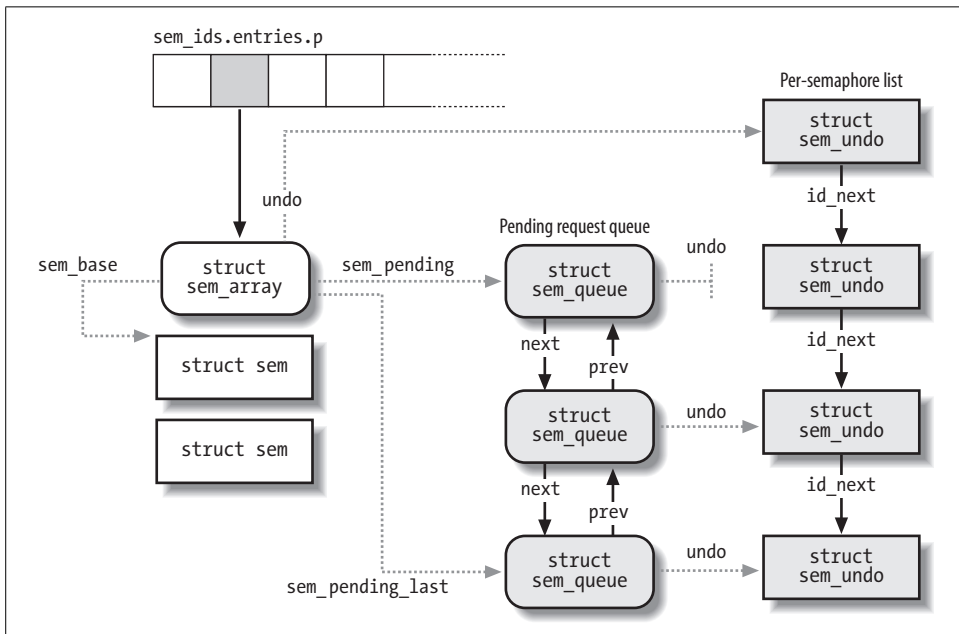 sem_ids.entries.p
Per-semaphore list
struct
sem_undo
undo
id_next
Pending request queue
undo
sem_base
struct
sem_array
sem_pending
struct
sem_queue
struct
sem_undo
next
prev
id_next
struct sem
struct
sem_queue
undo
struct
sem_undo
struct sem
next
prev
id_next
sem_pending_last
struct
sem_queue
undo
struct
sem_undo